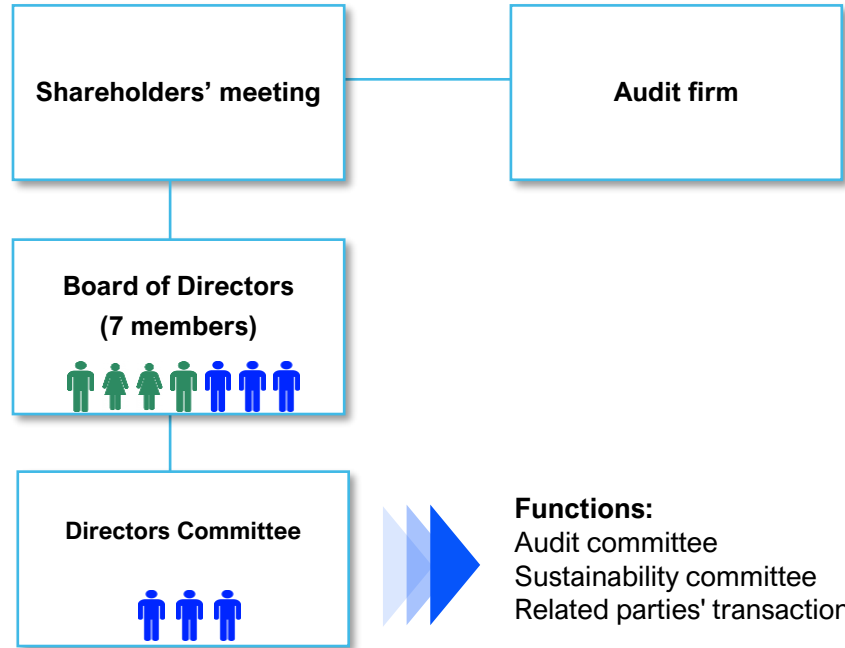 Shareholders’ meeting
Audit firm
Board of Directors
(7 members)
Directors Committee
Functions:
Audit committee
Sustainability committee
Related parties' transaction